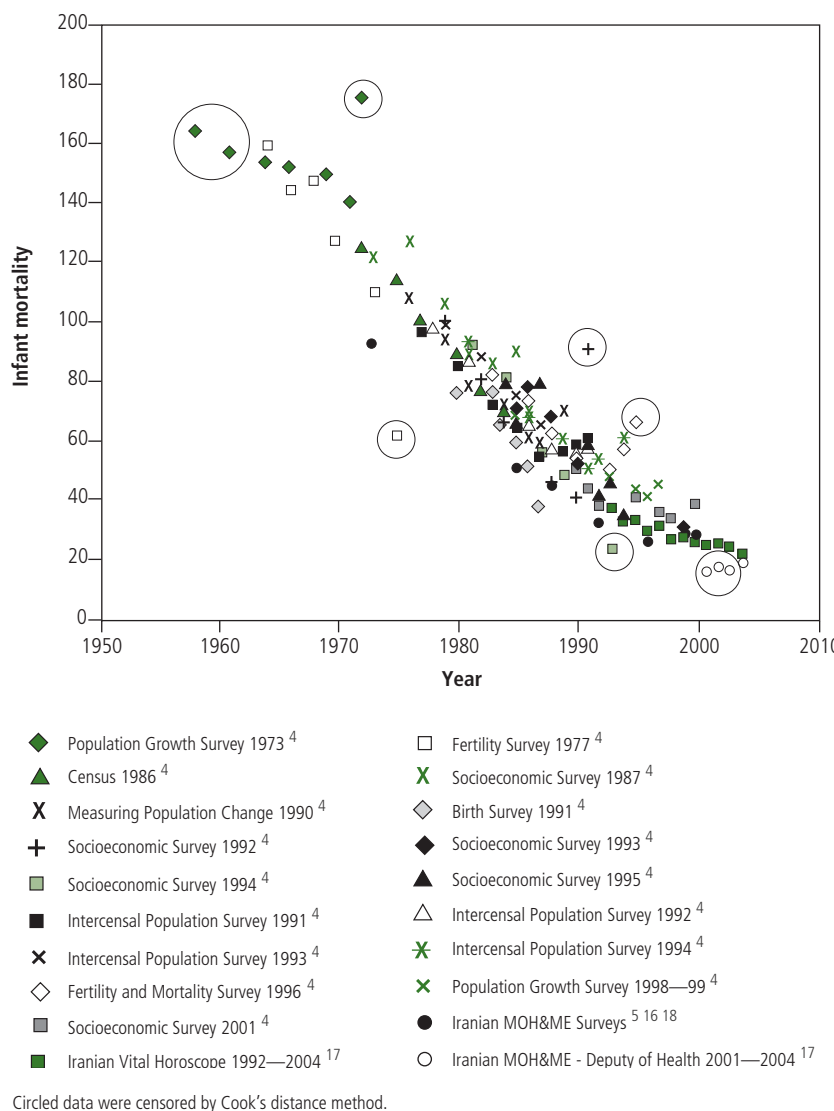 200
180
160
140
120
100
80
60
40
20
0
Infant mortality
1950 1960 1970 1980 1990 2000 2010
Year
Population Growth Survey 1973 4
Census 1986 4
Measuring Population Change 1990 4
Socioeconomic Survey 1992 4
Socioeconomic Survey 1994 4
Intercensal Population Survey 1991 4
Intercensal Population Survey 1993 4
Fertility and Mortality Survey 1996 4
Socioeconomic Survey 2001 4
Iranian Vital Horoscope 1992—2004 17
Fertility Survey 1977 4
Socioeconomic Survey 1987 4
Birth Survey 1991 4
Socioeconomic Survey 1993 4
Socioeconomic Survey 1995 4
Intercensal Population Survey 1992 4
Intercensal Population Survey 1994 4
Population Growth Survey 1998—99 4
Iranian MOH&ME Surveys 5 16 18
Iranian MOH&ME - Deputy of Health 2001—2004 17
Circled data were censored by Cook's distance method.